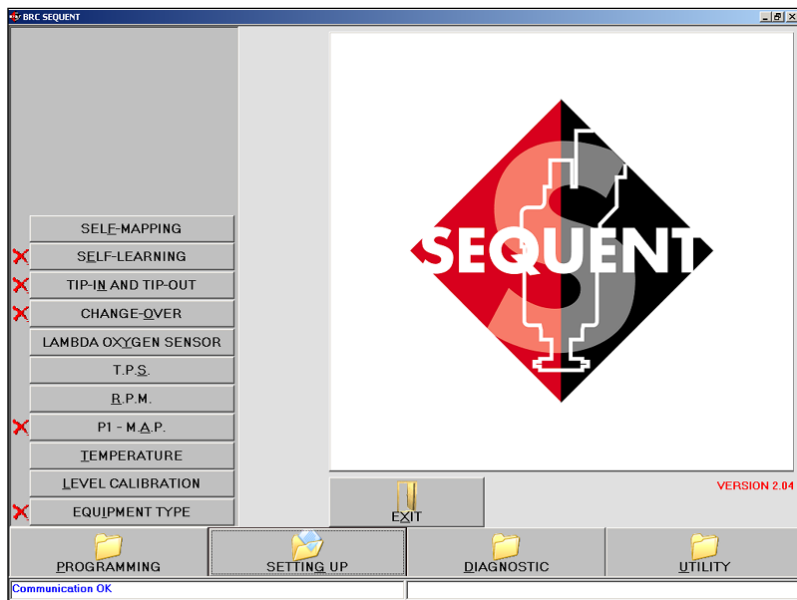 BRC SEQUENT
SELF-MAPPING
SELF-LEARNING
TIP-IN AND TIP-OUT
CHANGE-OVER
LAMBDA OXYGEN SENSOR
T.P.S.
R.P.M.
P1 - M.A.P.
TEMPERATURE
LEVEL CALIBRATION
EQUIPMENT TYPE
SEQUENT
EXIT
VERSION 2.04
PROGRAMMING
SETTING UP
DIAGNOSTIC
UTILITY
Communication OK